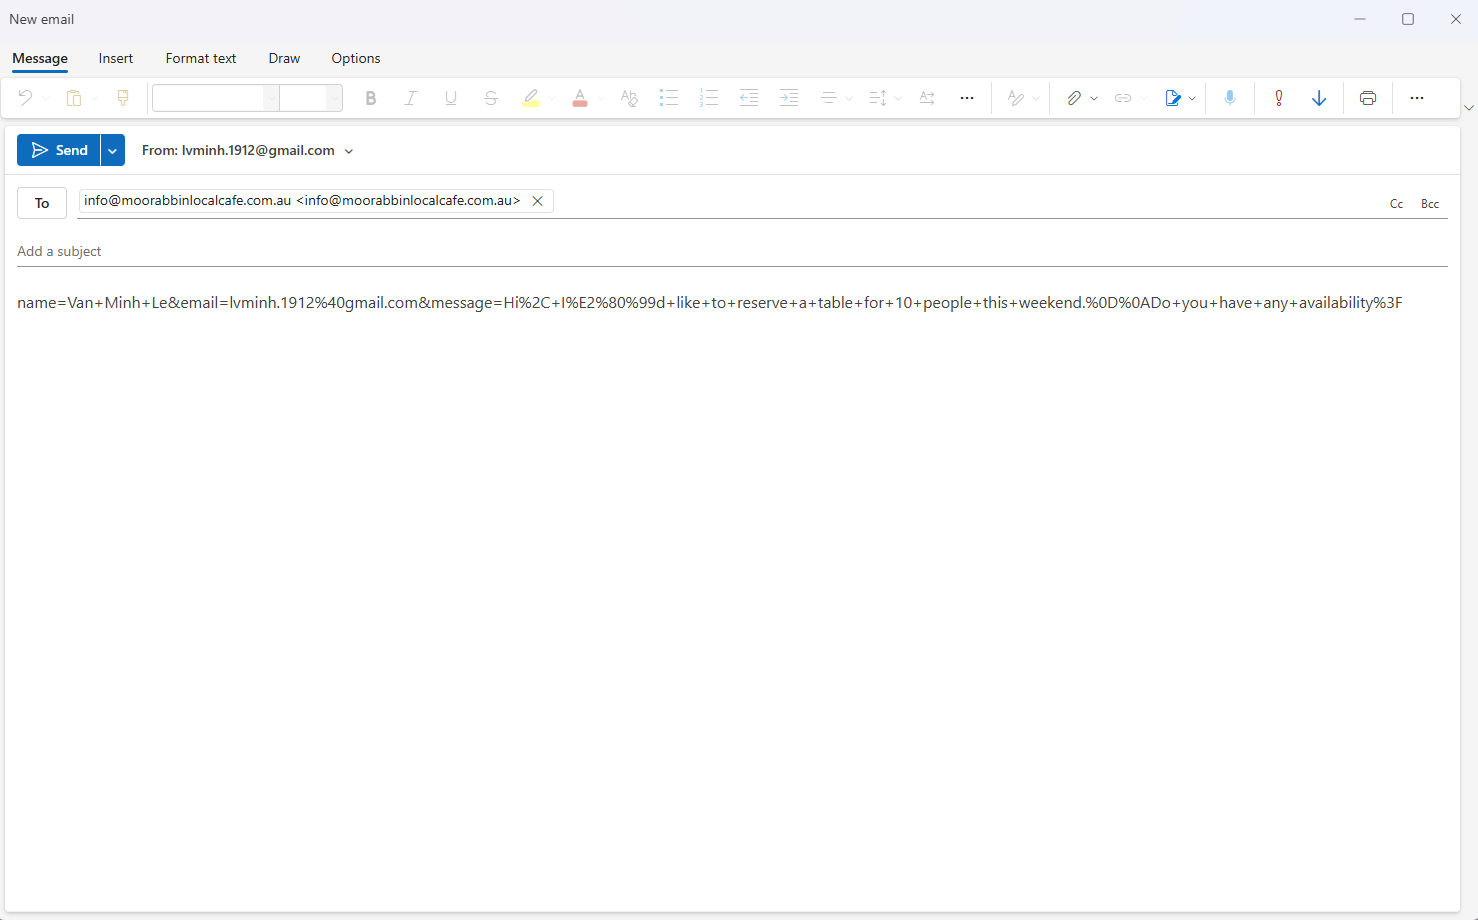 New email
Message Insert Format text Draw Options
Send From: lvminh.1912@gmail.com
To info@moorabbinlocalcafe.com.au <info@moorabbinlocalcafe.com.au> Cc Bcc
Add a subject
name=Van+Minh+Le&email=lvminh.1912%40gmail.com&message=Hi%2C+I%E2%80%99d+like+to+reserve+a+table+for+10+people+this+weekend.%0D%0ADo+you+have+any+availability%3F